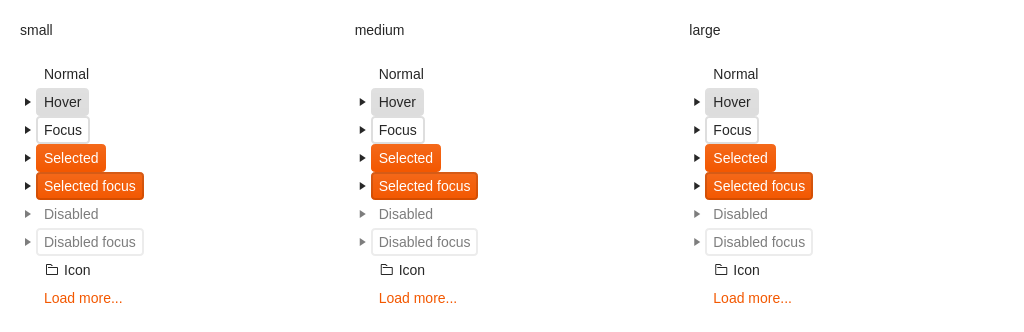 small
Normal
Hover
Focus
Selected
Selected focus
Disabled
Disabled focus
Icon
Load more...
medium
Normal
Hover
Focus
Selected
Selected focus
Disabled
Disabled focus
Icon
Load more...
large
Normal
Hover
Focus
Selected
Selected focus
Disabled
Disabled focus
Icon
Load more...